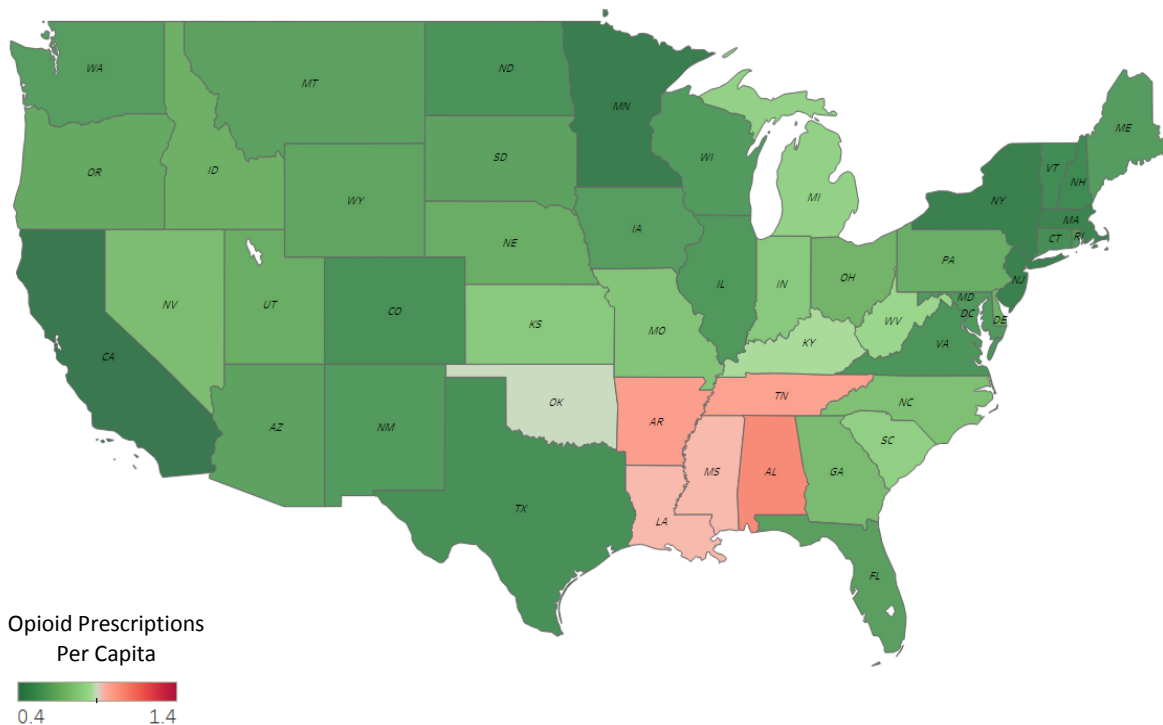 WA
MT
ND
MN
ME
OR
ID
SD
WI
VT
NH
WY
MI
NY
MA
IA
CT
RI
NE
PA
NV
UT
CO
IL
IN
OH
NJ
MD
DC
DE
KS
MO
WV
VA
CA
KY
OK
TN
NC
AZ
NM
AR
SC
TX
MS
AL
GA
LA
FL
Opioid Prescriptions
Per Capita
0.4 1.4